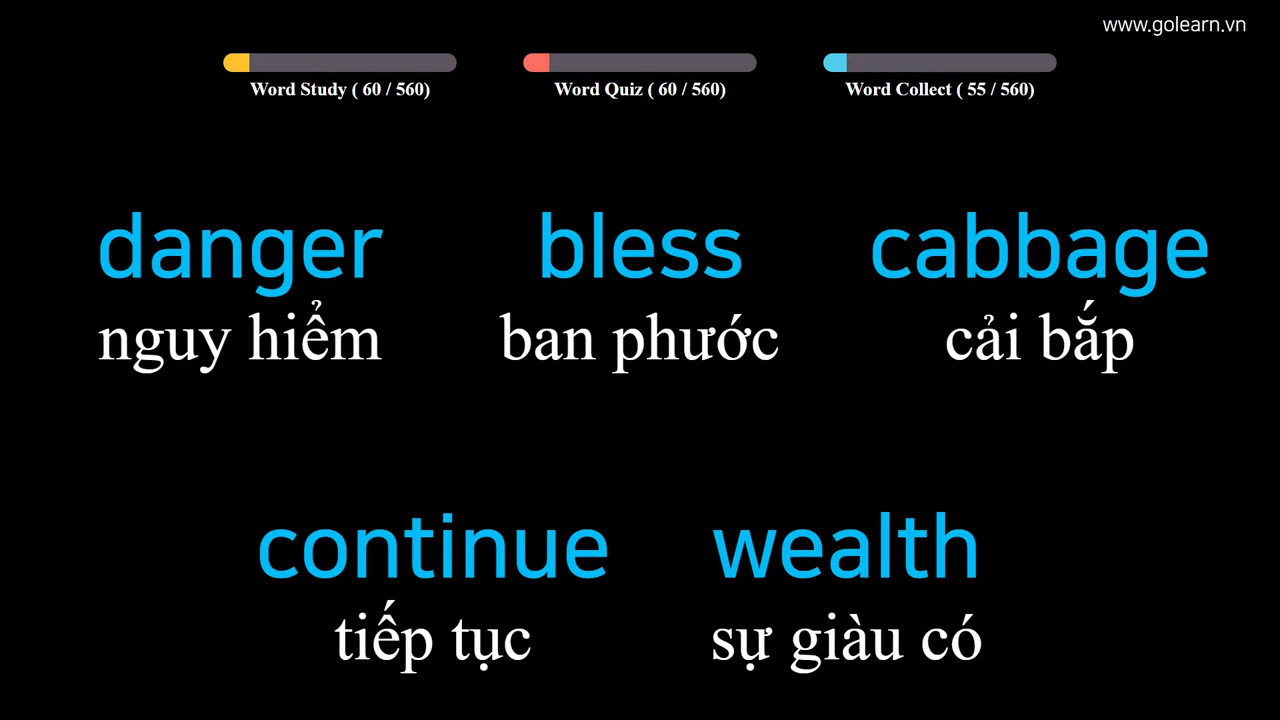 www.golearn.vn
Word Study ( 60 / 560) Word Quiz ( 60 / 560) Word Collect ( 55 / 560)
danger bless cabbage
nguy hiểm ban phước cải bắp
continue wealth
tiếp tục sự giàu có